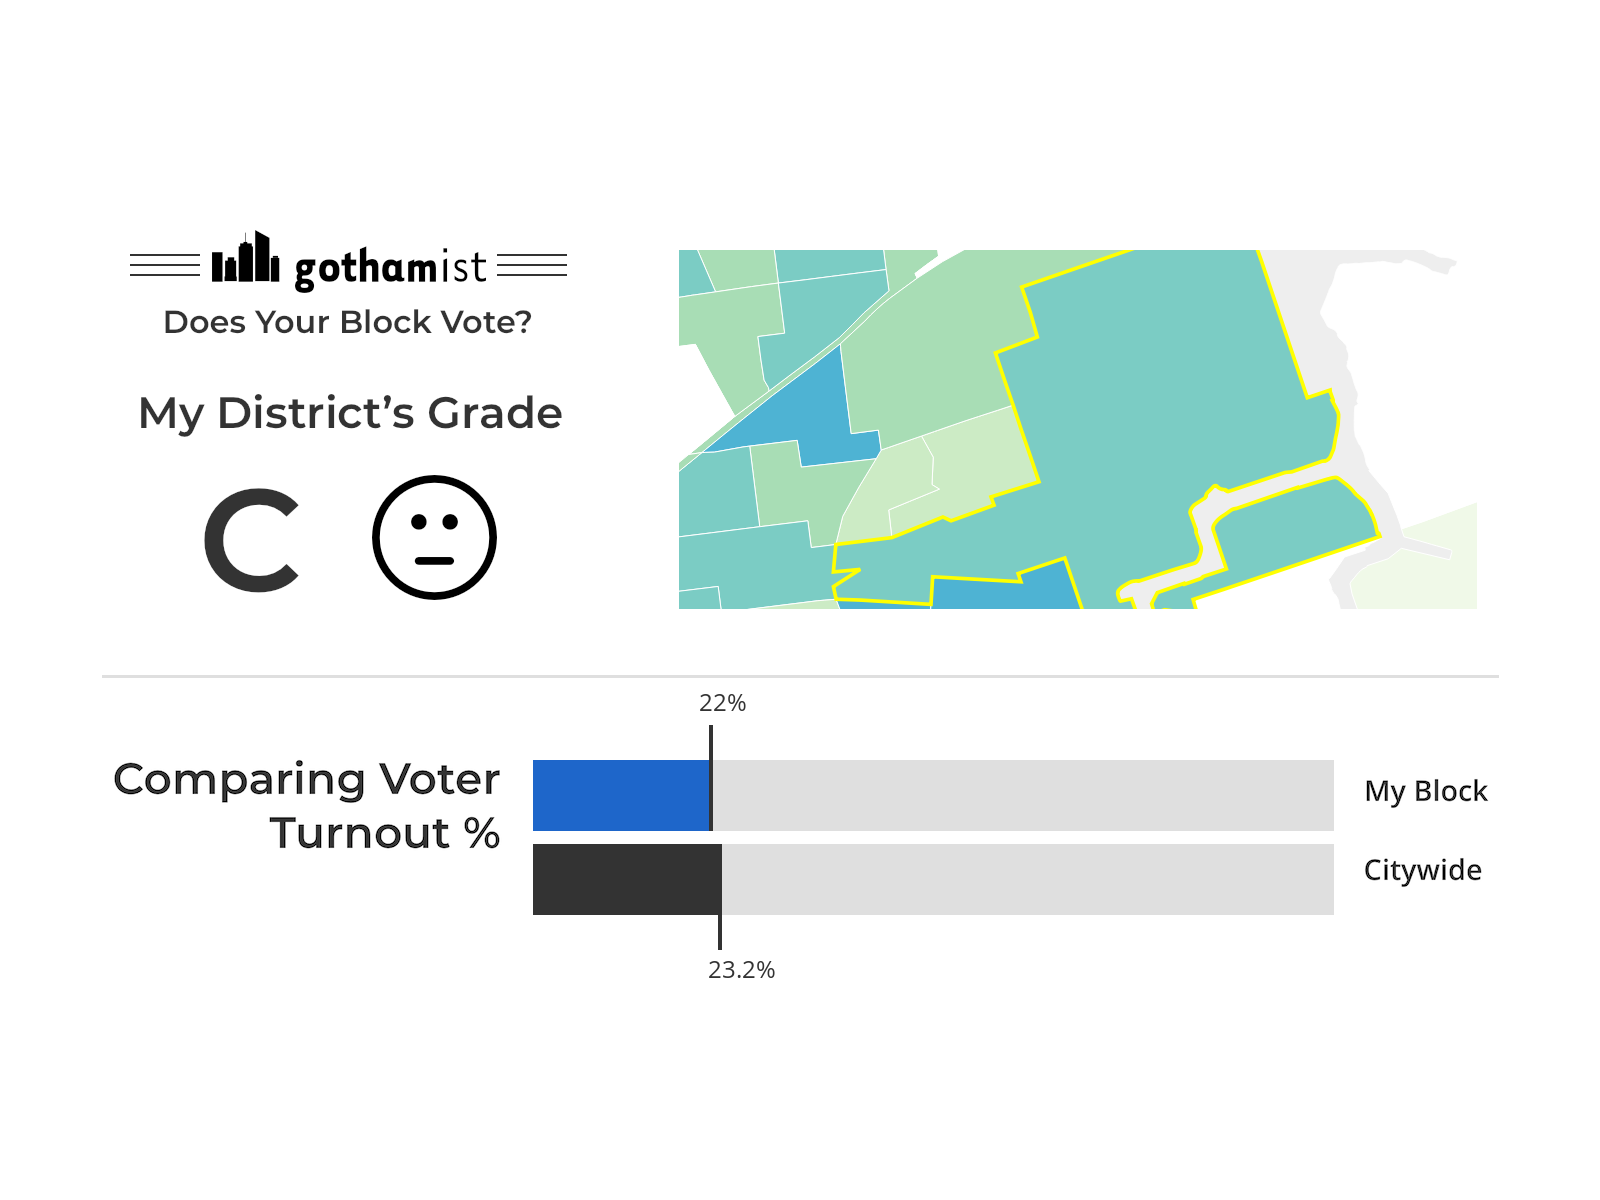 gothamist
Does Your Block Vote?
My District’s Grade
C
22%
Comparing Voter
Turnout %
My Block
Citywide
23.2%